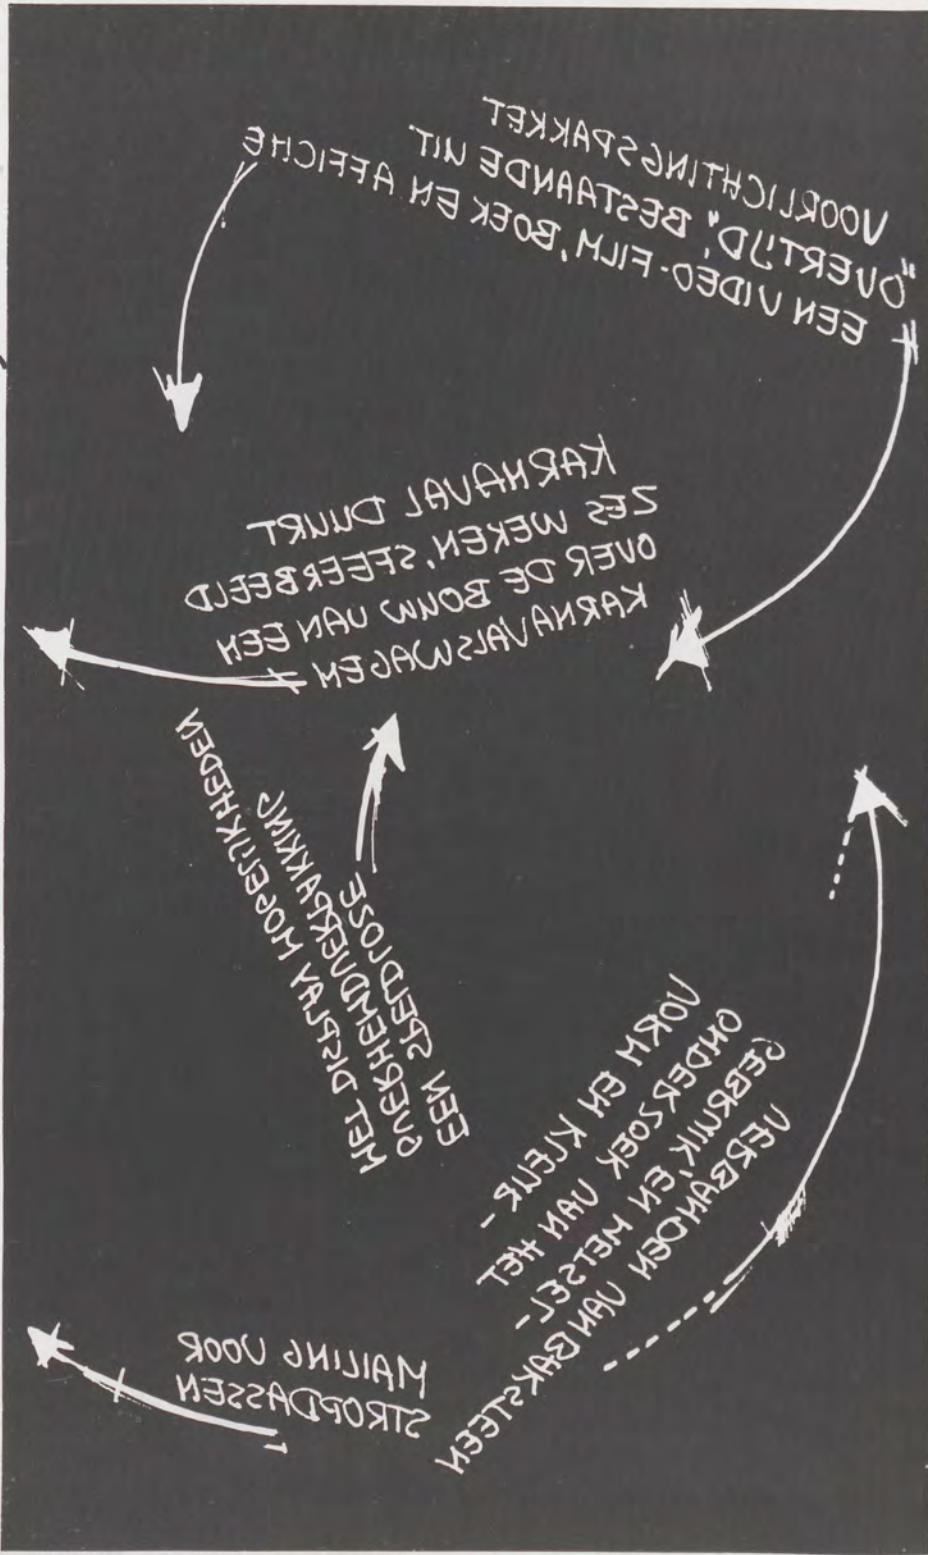 VOORLICHTINGSPAKKET
"OVERTIJD", BESTAANDE UIT
EEN VIDEO-FILM, BOEK EN AFFICHE
KARNAVAL DUURT
ZES WEKEN, SFEERBEELD
OVER DE BOUW VAN EEN
KARNAVALSWAGEN
EEN SPELDLOZE
OVERHEMDVERPAKKING
MET DISPLAY MOGELIJKHEDEN
VORM EN KLEUR-
ONDERZOEK VAN HET
GEBRUIK, EN METSEL-
VERBANDEN VAN BAKSTEEN
MAILING VOOR
STROPDASSEN